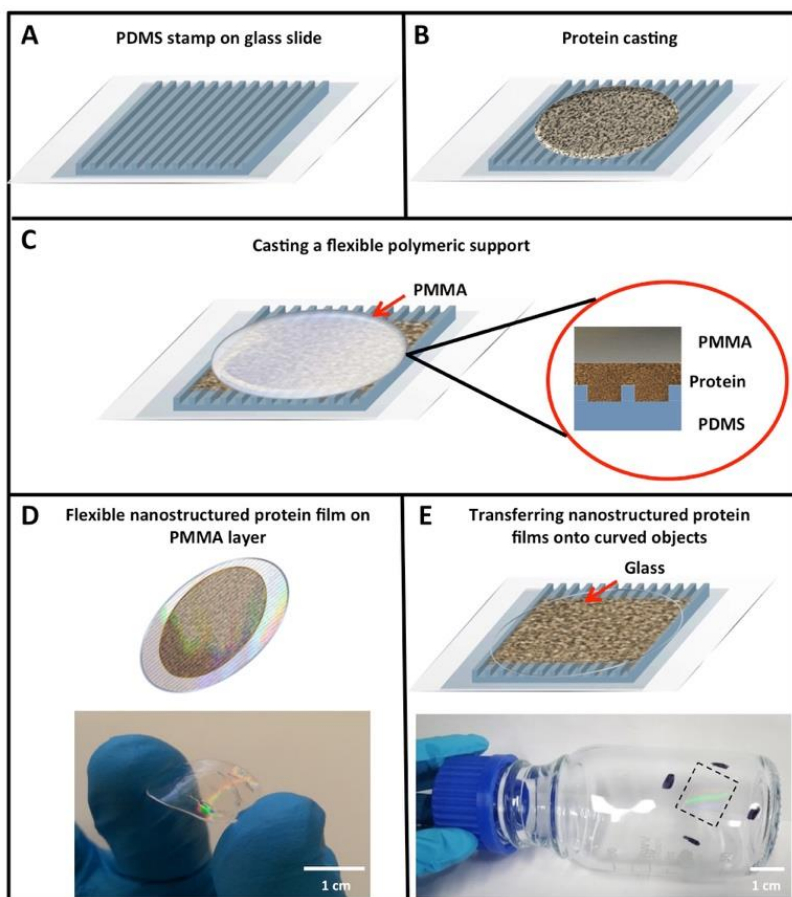 A
PDMS stamp on glass slide
B
Protein casting
C
Casting a flexible polymeric support
PMMA
PMMA
Protein
PDMS
D
Flexible nanostructured protein film on
PMMA layer
1 cm
E
Transferring nanostructured protein
films onto curved objects
Glass
1 cm